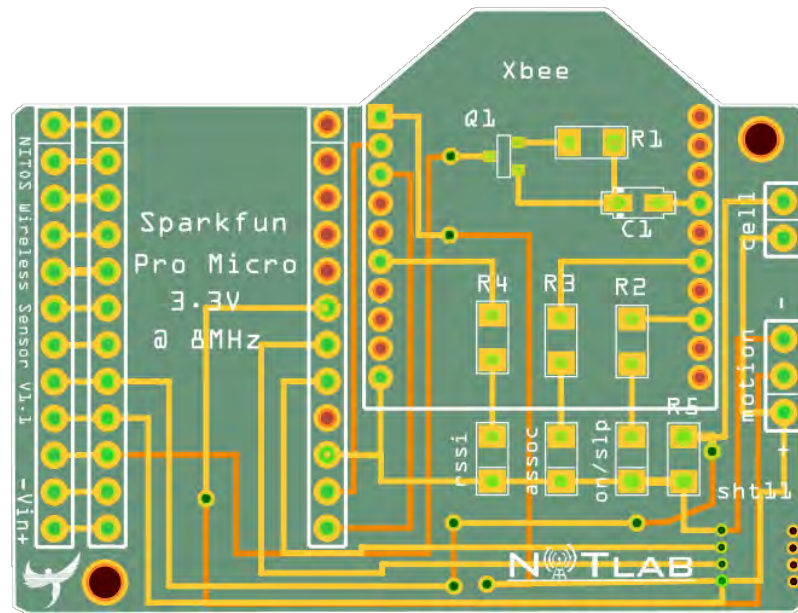 Xbee
Q1
R1
C1
Sparkfun
Pro Micro
3.3V
@ 8MHz
NITOS Wireless Sensor v1.1
-Vin+
R4
R3
R2
R5
cell
-
motion
+
rssi
assoc
on/slp
sht11
NOTLAB